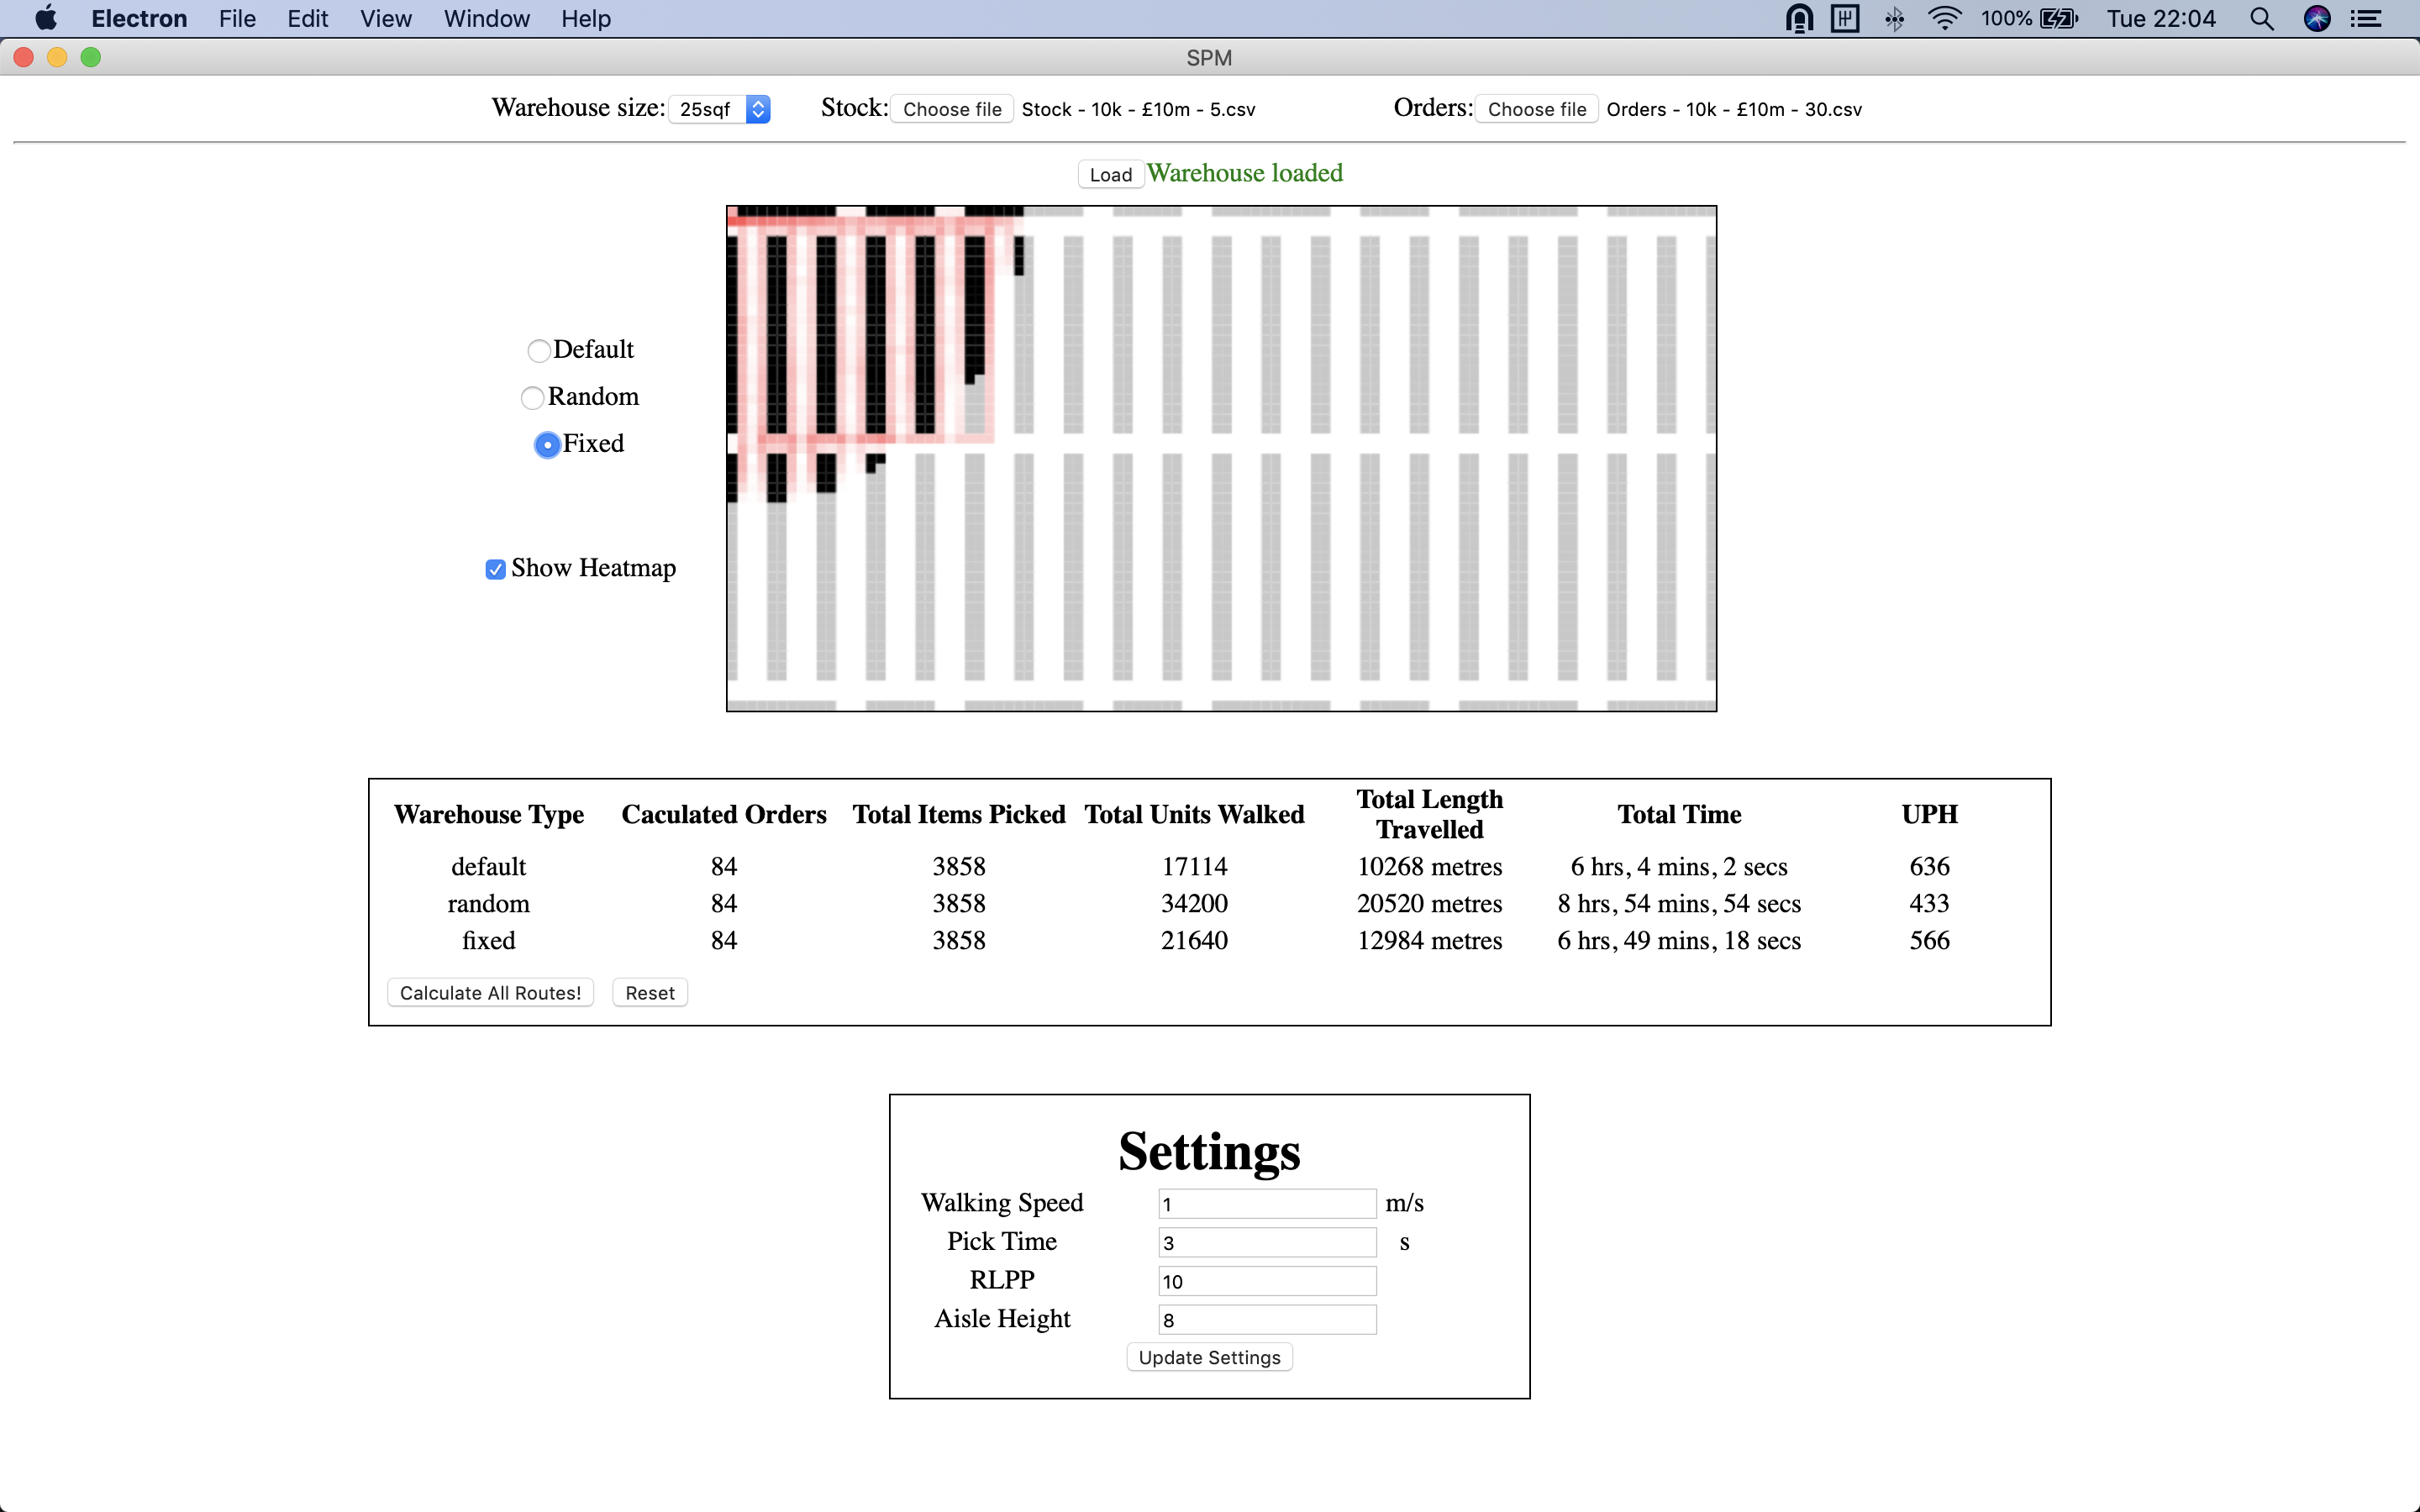 Electron File Edit View Window Help 100% Tue 22:04
SPM
Warehouse size: 25sqf Stock: Choose file Stock - 10k - £10m - 5.csv Orders: Choose file Orders - 10k - £10m - 30.csv
Load Warehouse loaded
Default
Random
Fixed
Show Heatmap
Warehouse Type Caculated Orders Total Items Picked Total Units Walked Total Length Travelled Total Time UPH
default 84 3858 17114 10268 metres 6 hrs, 4 mins, 2 secs 636
random 84 3858 34200 20520 metres 8 hrs, 54 mins, 54 secs 433
fixed 84 3858 21640 12984 metres 6 hrs, 49 mins, 18 secs 566
Calculate All Routes! Reset
Settings
Walking Speed 1 m/s
Pick Time 3 s
RLPP 10
Aisle Height 8
Update Settings